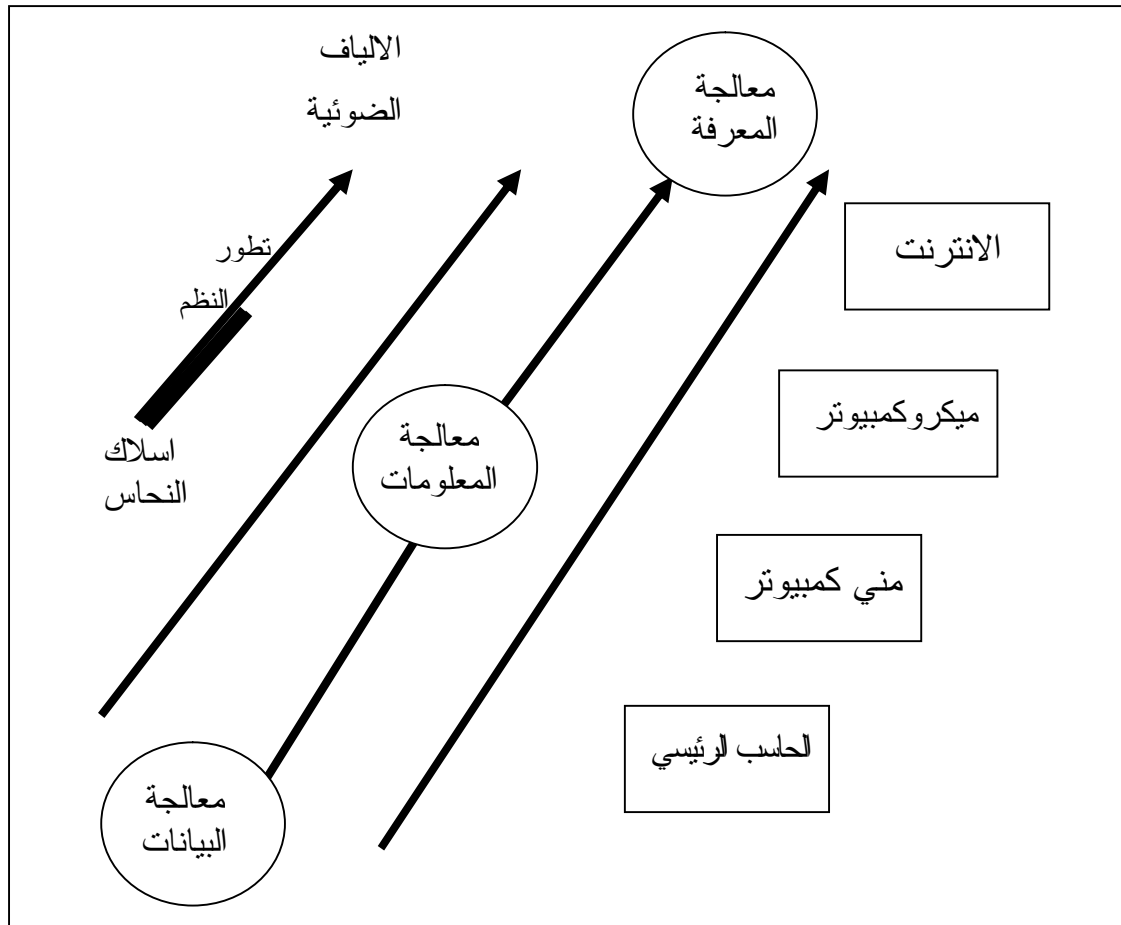 الالياف
الضوئية
معالجة
المعرفة
الانترنت
تطور
النظم
ميكروكمبيوتر
اسلاك
النحاس
معالجة
المعلومات
مني كمبيوتر
الحاسب الرئيسي
معالجة
البيانات